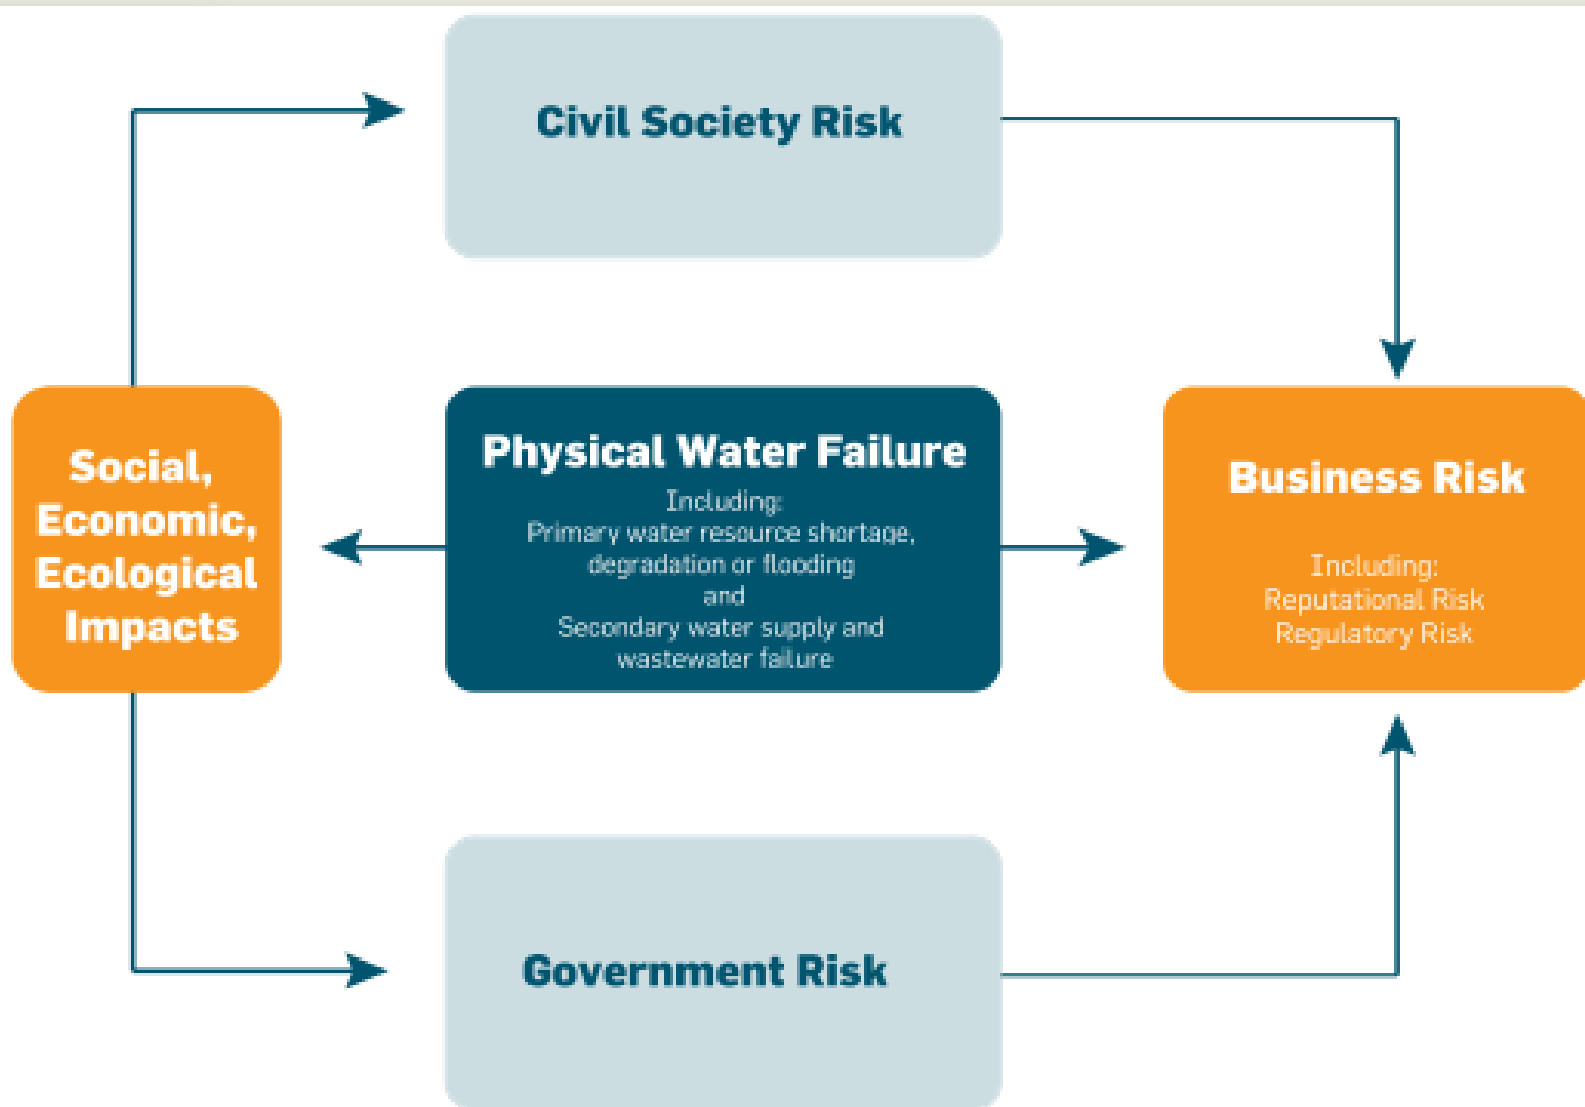 Civil Society Risk
Social,
Economic,
Ecological
Impacts
Physical Water Failure
Including:
Primary water resource shortage,
degradation or flooding
and
Secondary water supply and
wastewater failure
Business Risk
Including:
Reputational Risk
Regulatory Risk
Government Risk